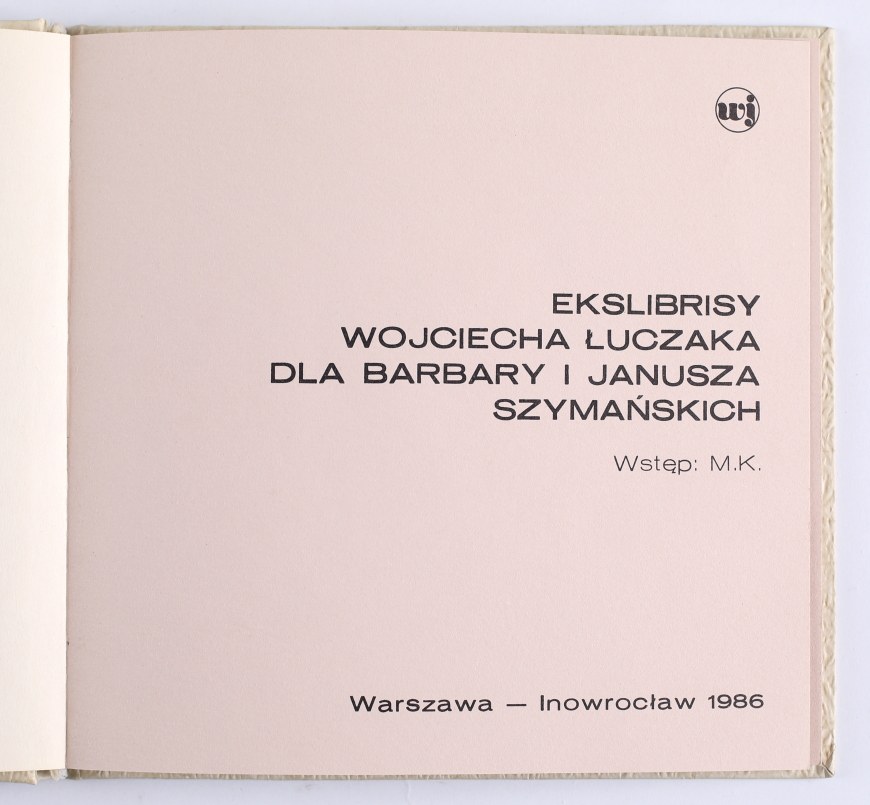 wj
EKSLIBRISY
WOJCIECHA ŁUCZAKA
DLA BARBARY I JANUSZA
SZYMAŃSKICH
Wstęp: M.K.
Warszawa — Inowrocław 1986